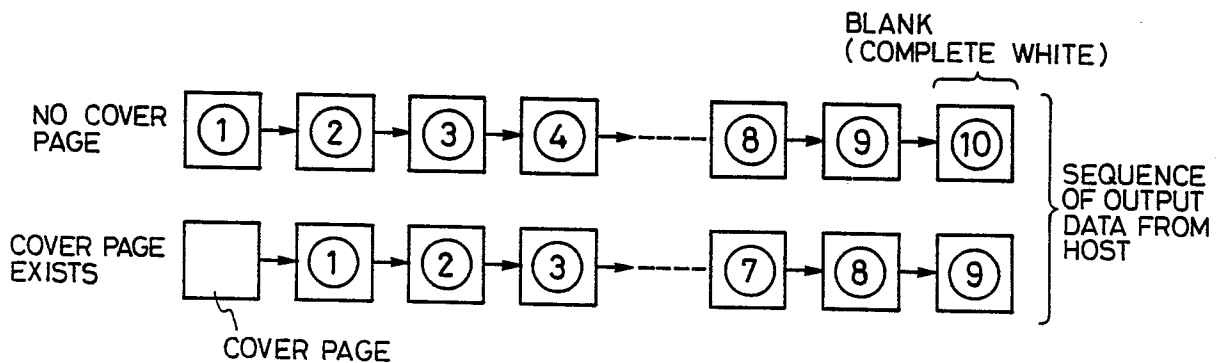 BLANK
(COMPLETE WHITE)
NO COVER
PAGE
① ② ③ ④ ⑧ ⑨ ⑩
SEQUENCE
OF OUTPUT
DATA FROM
HOST
COVER PAGE
EXISTS
① ② ③ ⑦ ⑧ ⑨
COVER PAGE